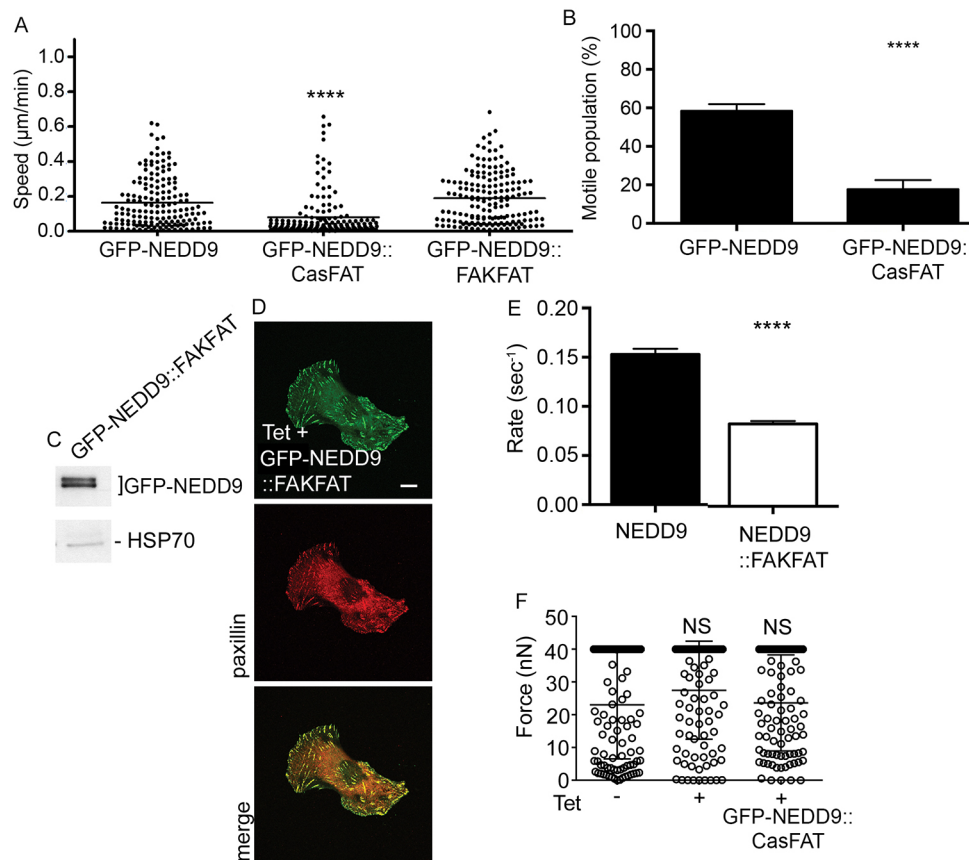 A
Speed (μm/min)
1.0
0.8
0.6
0.4
0.2
0.0
****
GFP-NEDD9
GFP-NEDD9::
CasFAT
GFP-NEDD9::
FAKFAT
B
Motile population (%)
100
80
60
40
20
0
****
GFP-NEDD9
GFP-NEDD9::
CasFAT
C
GFP-NEDD9::FAKFAT
]GFP-NEDD9
- HSP70
D
Tet +
GFP-NEDD9
::FAKFAT
paxillin
merge
E
Rate (sec-1)
0.20
0.15
0.10
0.05
0.00
****
NEDD9
NEDD9
::FAKFAT
F
Force (nN)
50
40
30
20
10
0
NS
NS
Tet
-
+
+
GFP-NEDD9::
CasFAT